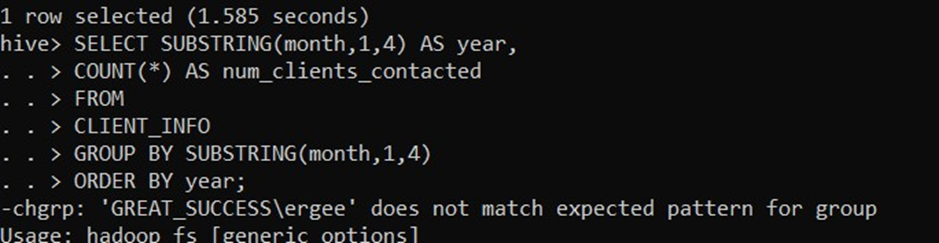 1 row selected (1.585 seconds)
hive> SELECT SUBSTRING(month,1,4) AS year,
. . > COUNT(*) AS num_clients_contacted
. . > FROM
. . > CLIENT_INFO
. . > GROUP BY SUBSTRING(month,1,4)
. . > ORDER BY year;
-chgrp: 'GREAT_SUCCESS\ergee' does not match expected pattern for group
Usage: hadoop fs [generic options]